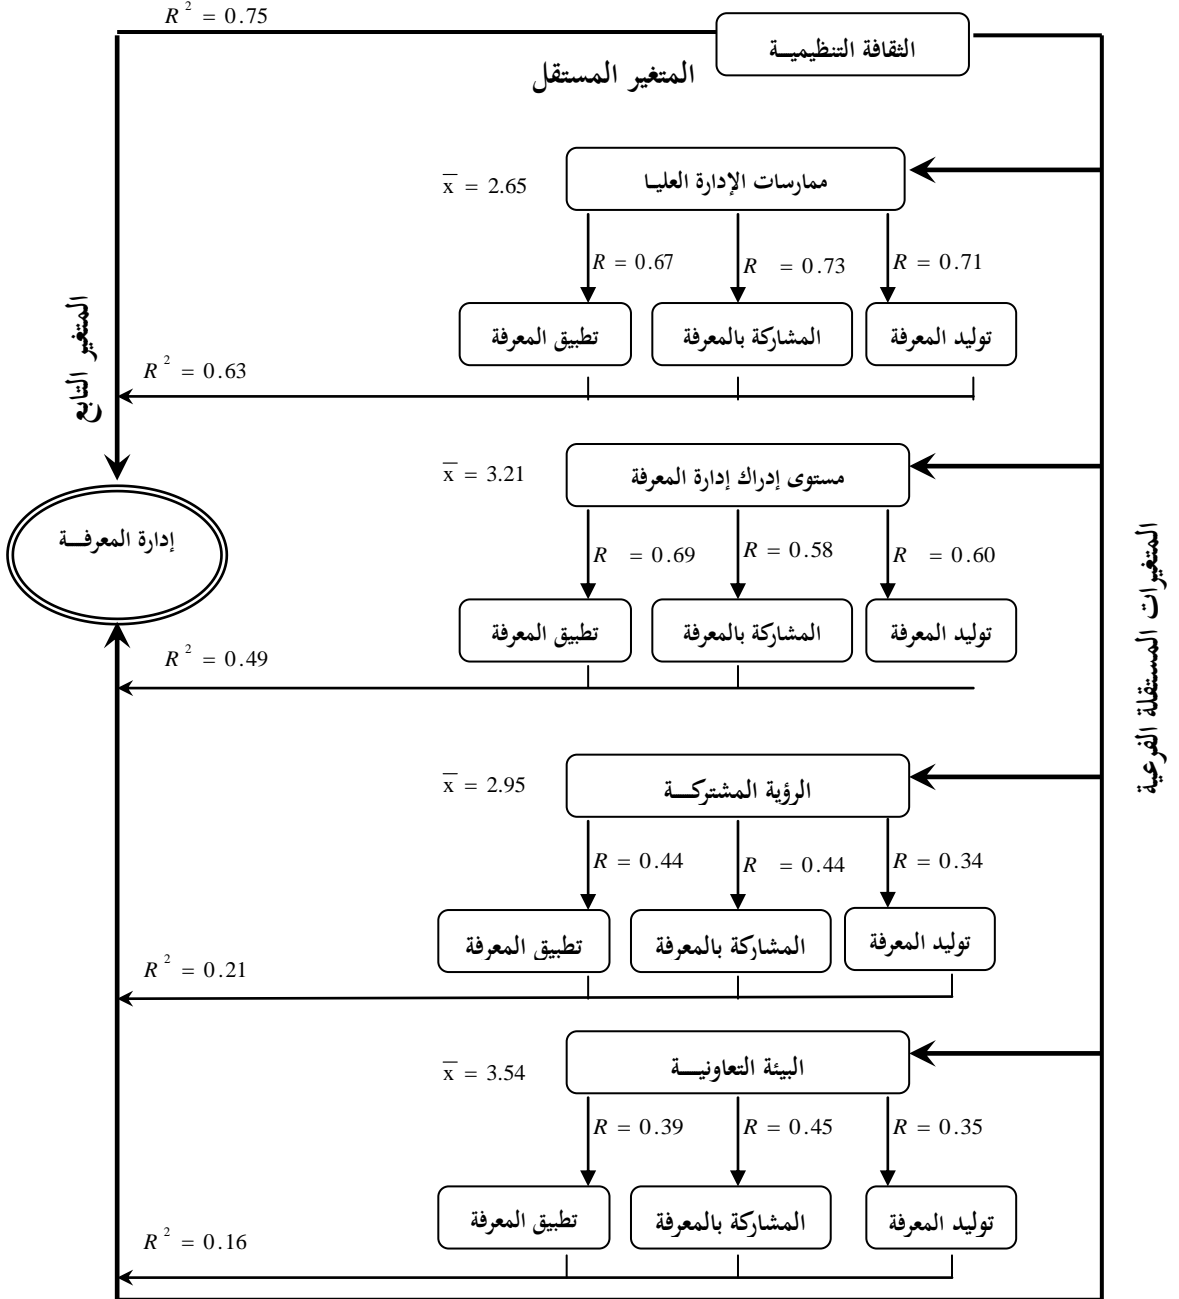 R² = 0.75
الثقافة التنظيميــة
المتغير المستقل
ممارسات الإدارة العليا
x̅ = 2.65
R = 0.71
R = 0.73
R = 0.67
توليد المعرفة
المشاركة بالمعرفة
تطبيق المعرفة
المتغير التابع
R² = 0.63
مستوى إدراك إدارة المعرفة
x̅ = 3.21
إدارة المعرفــة
R = 0.60
R = 0.58
R = 0.69
توليد المعرفة
المشاركة بالمعرفة
تطبيق المعرفة
المتغيرات المستقلة الفرعية
R² = 0.49
الرؤية المشتركــة
x̅ = 2.95
R = 0.34
R = 0.44
R = 0.44
توليد المعرفة
المشاركة بالمعرفة
تطبيق المعرفة
R² = 0.21
البيئة التعاونيــة
x̅ = 3.54
R = 0.35
R = 0.45
R = 0.39
توليد المعرفة
المشاركة بالمعرفة
تطبيق المعرفة
R² = 0.16